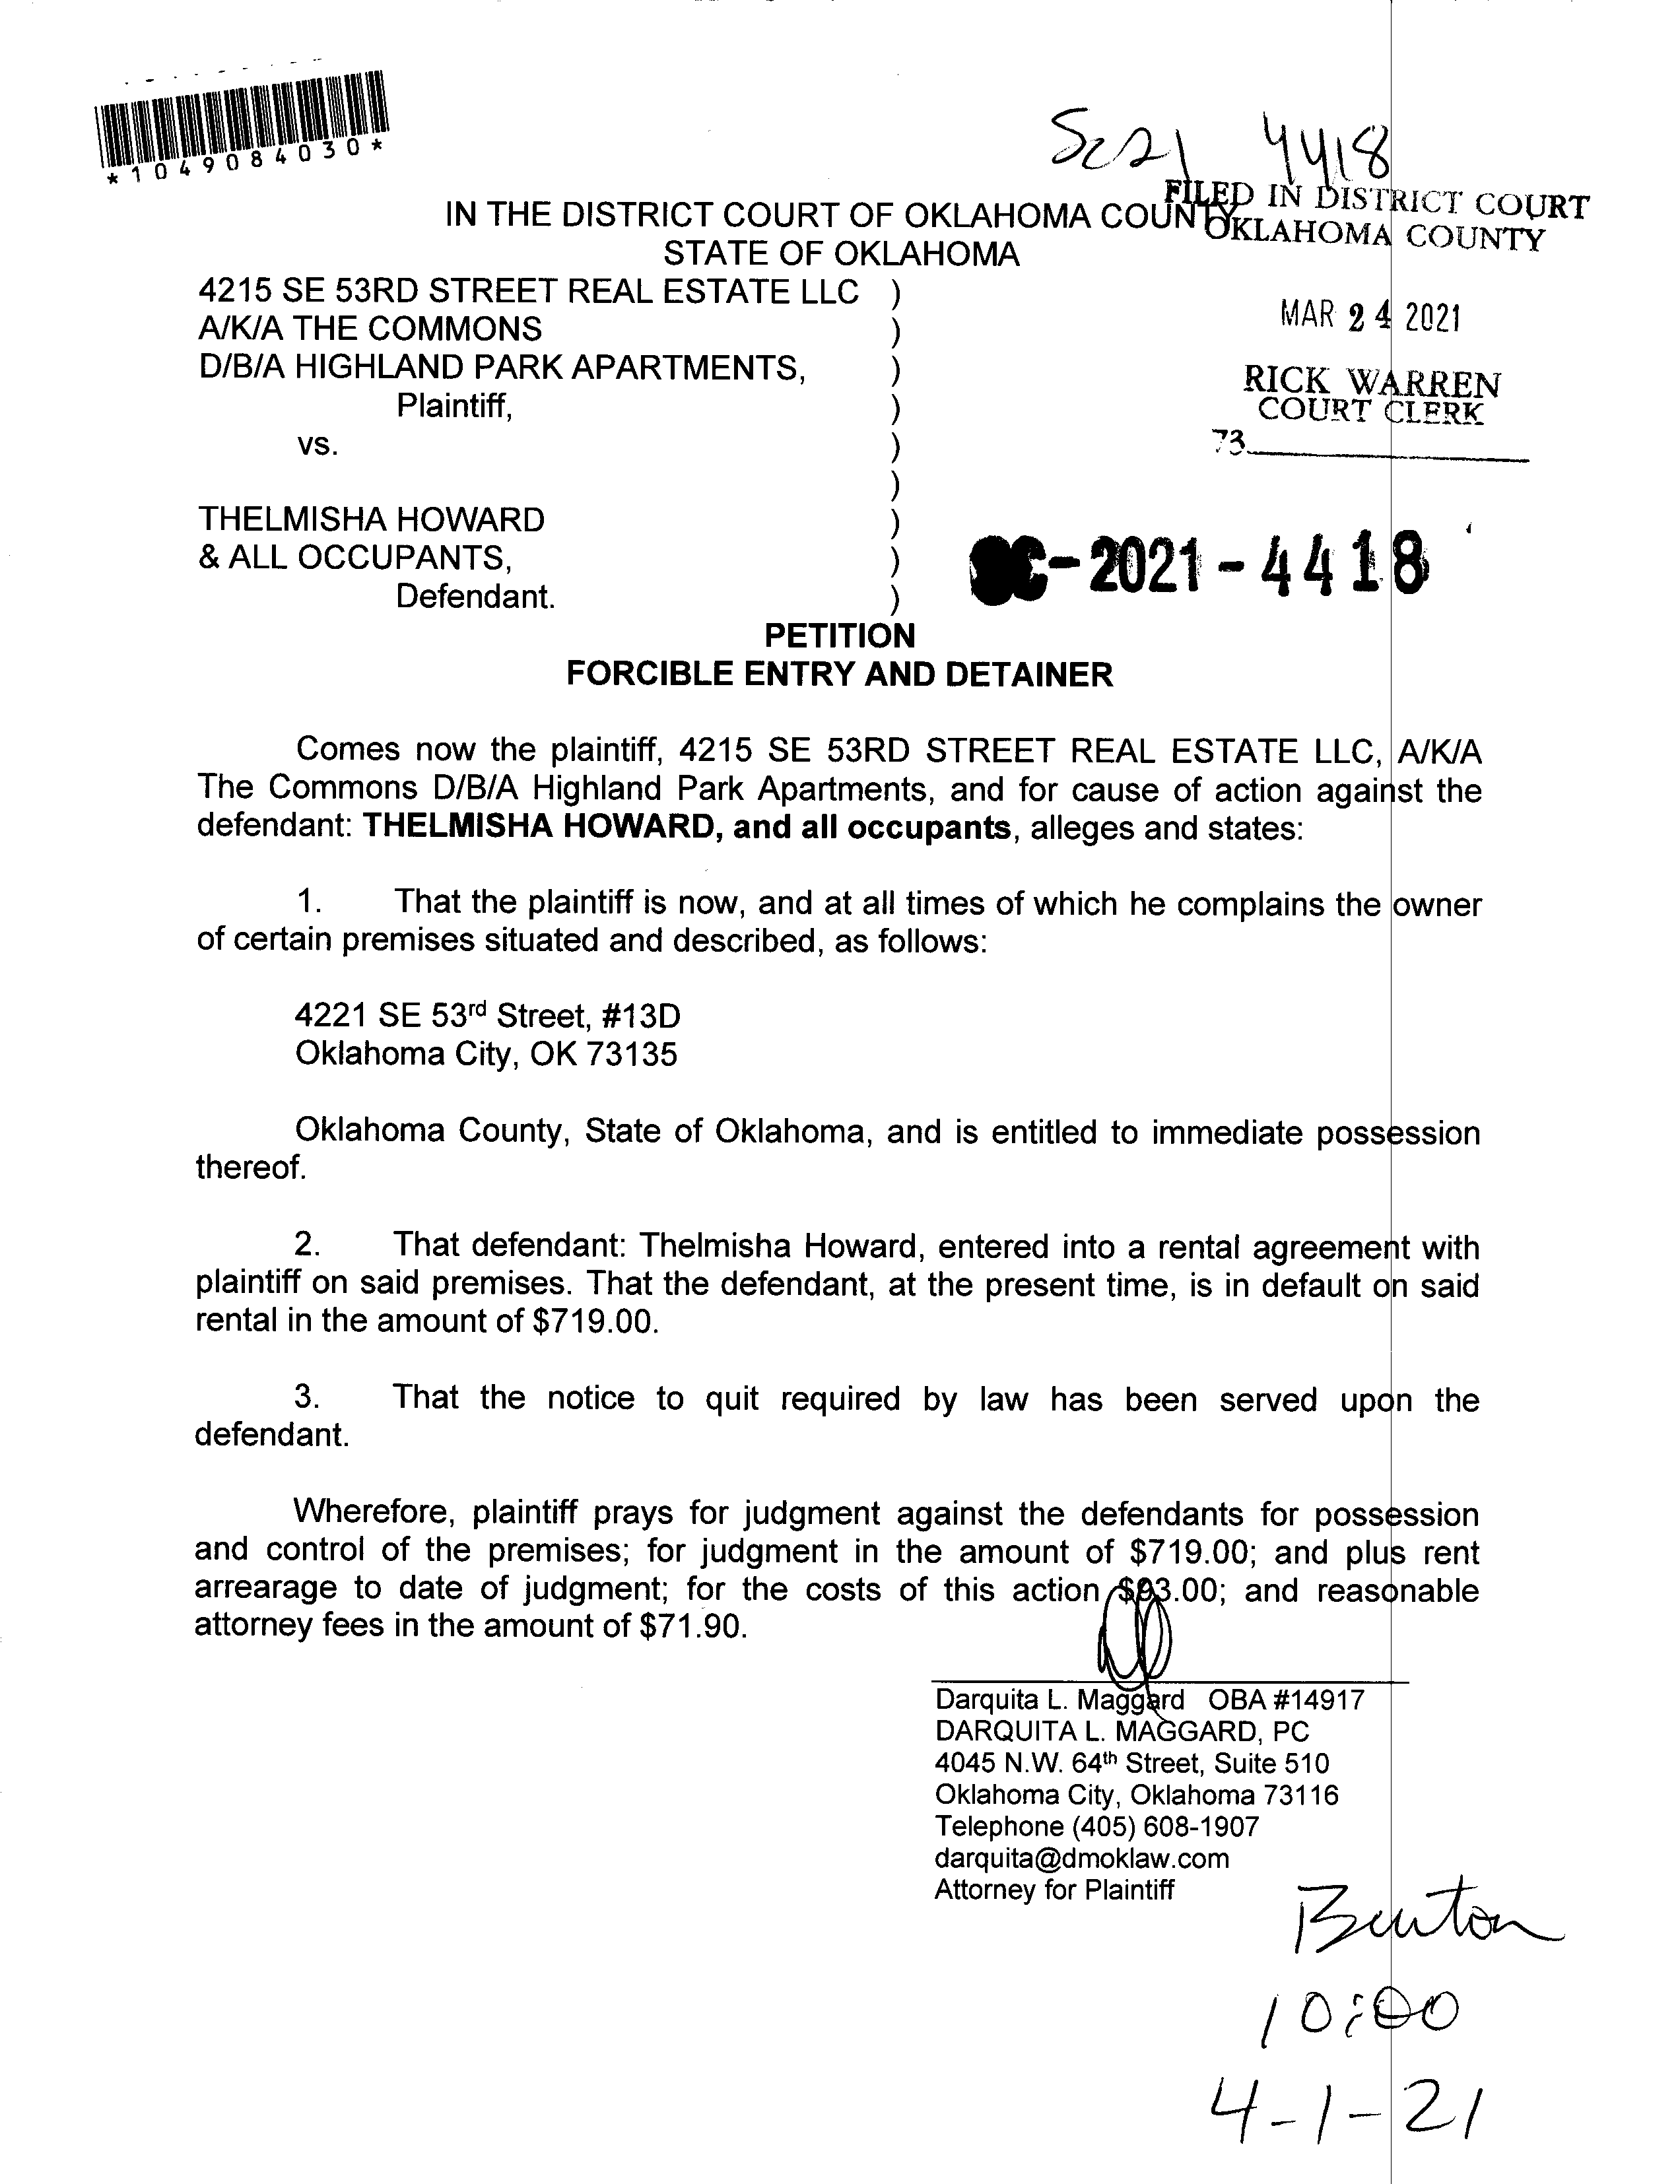 *1049084030*
SC21 4418
FILED IN DISTRICT COURT
OKLAHOMA COUNTY
IN THE DISTRICT COURT OF OKLAHOMA COUNTY
STATE OF OKLAHOMA
4215 SE 53RD STREET REAL ESTATE LLC )
A/K/A THE COMMONS )
D/B/A HIGHLAND PARK APARTMENTS, )
Plaintiff, )
vs. )
)
THELMISHA HOWARD )
& ALL OCCUPANTS, )
Defendant. )
MAR 24 2021
RICK WARREN
COURT CLERK
73
SC-2021-4418
PETITION
FORCIBLE ENTRY AND DETAINER
Comes now the plaintiff, 4215 SE 53RD STREET REAL ESTATE LLC, A/K/A
The Commons D/B/A Highland Park Apartments, and for cause of action against the
defendant: THELMISHA HOWARD, and all occupants, alleges and states:
1. That the plaintiff is now, and at all times of which he complains the owner
of certain premises situated and described, as follows:
4221 SE 53rd Street, #13D
Oklahoma City, OK 73135
Oklahoma County, State of Oklahoma, and is entitled to immediate possession
thereof.
2. That defendant: Thelmisha Howard, entered into a rental agreement with
plaintiff on said premises. That the defendant, at the present time, is in default on said
rental in the amount of $719.00.
3. That the notice to quit required by law has been served upon the
defendant.
Wherefore, plaintiff prays for judgment against the defendants for possession
and control of the premises; for judgment in the amount of $719.00; and plus rent
arrearage to date of judgment; for the costs of this action and reasonable
attorney fees in the amount of $71.90.
Darquita L. Maggard OBA #14917
DARQUITA L. MAGGARD, PC
4045 N.W. 64th Street, Suite 510
Oklahoma City, Oklahoma 73116
Telephone (405) 608-1907
darquita@dmoklaw.com
Attorney for Plaintiff
Benton
10:00
4-1-21